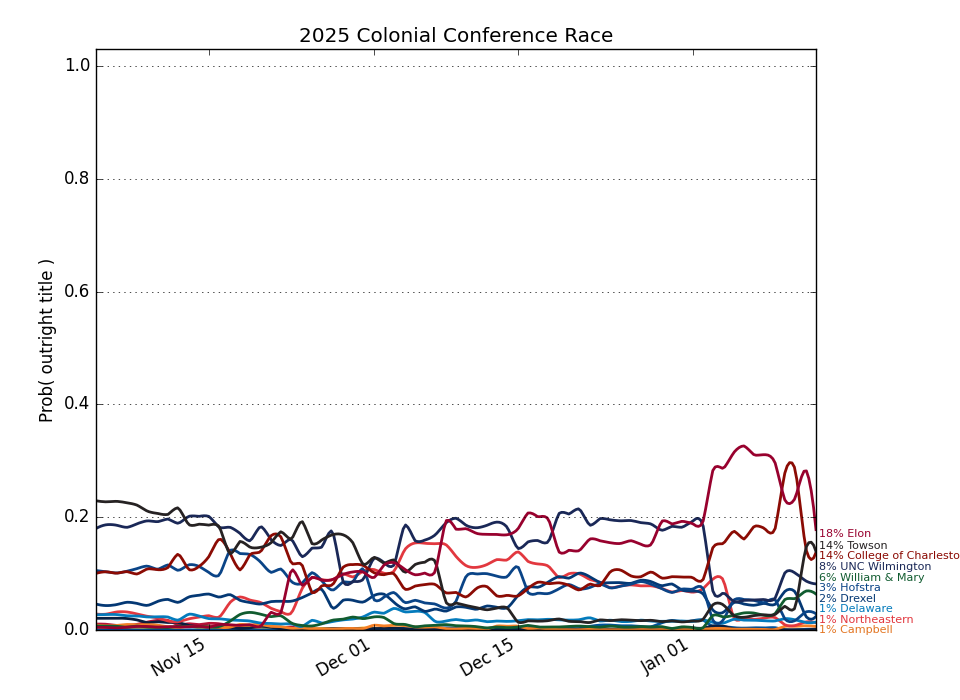 2025 Colonial Conference Race
Prob( outright title )
1.0
0.8
0.6
0.4
0.2
0.0
Nov 15
Dec 01
Dec 15
Jan 01
18% Elon
14% Towson
14% College of Charlesto
8% UNC Wilmington
6% William & Mary
3% Hofstra
2% Drexel
1% Delaware
1% Northeastern
1% Campbell